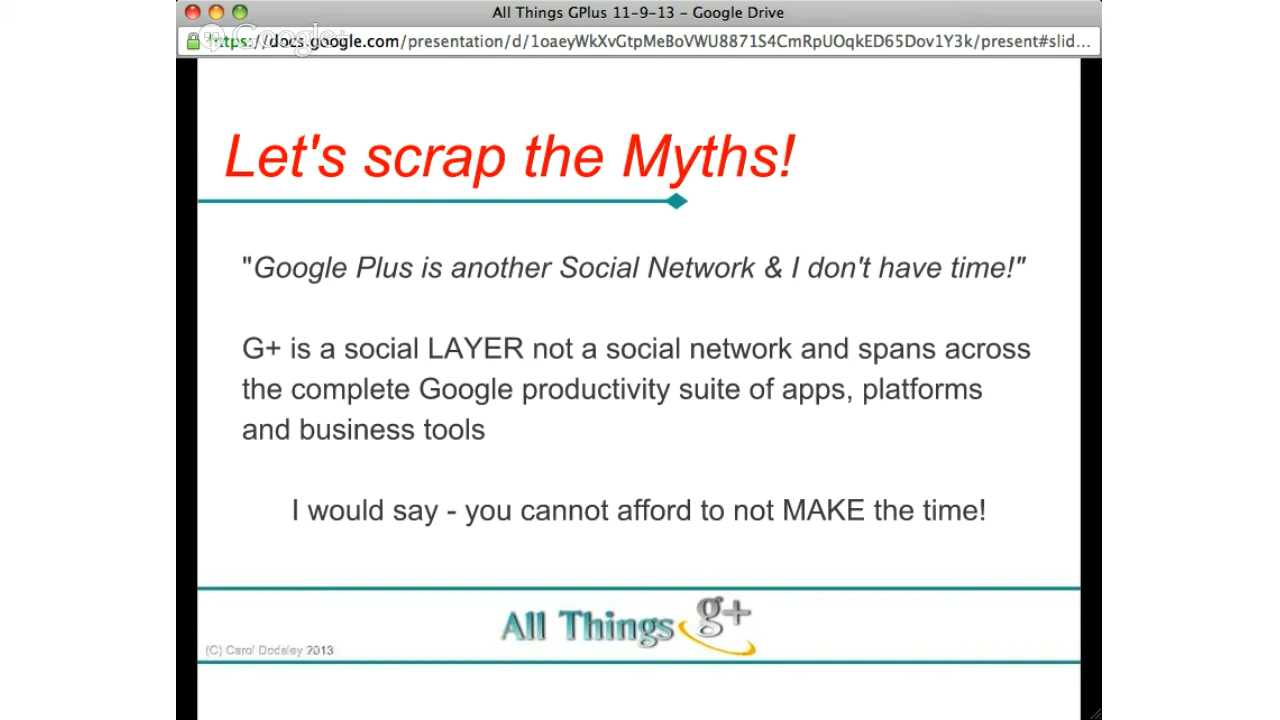 All Things GPlus 11-9-13 – Google Drive
Google+
https://docs.google.com/presentation/d/1oaeyWkXvGtpMeBoVWU8871S4CmRpUOqkED65Dov1Y3k/present#slid...
Let's scrap the Myths!
"Google Plus is another Social Network & I don't have time!"
G+ is a social LAYER not a social network and spans across
the complete Google productivity suite of apps, platforms
and business tools
I would say - you cannot afford to not MAKE the time!
All Things g+
(C) Carol Dodsley 2013